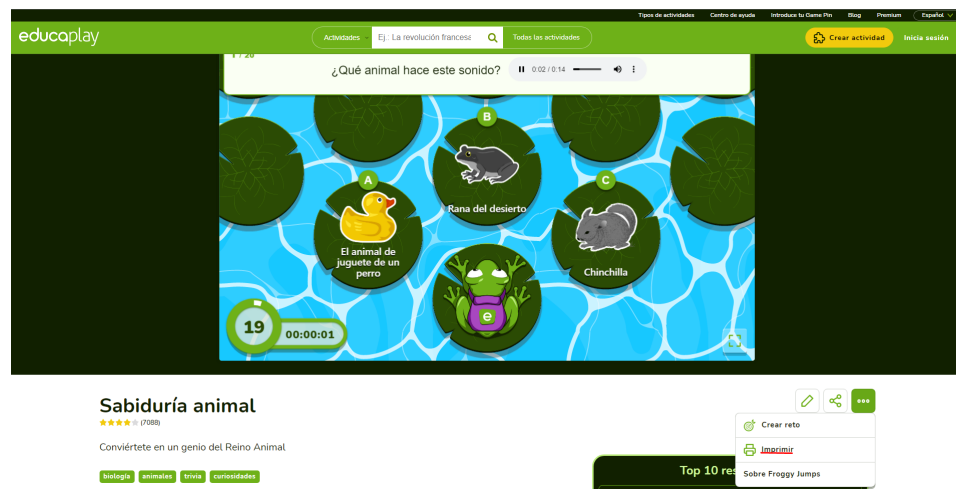 Tipos de actividades Centro de ayuda Introduce tu Game Pin Blog Premium Español
educaplay Actividades Ej.: La revolución francesa Todas las actividades Crear actividad Inicia sesión
1 / 20
¿Qué animal hace este sonido? 0:02 / 0:14
B
Rana del desierto
A
El animal de
juguete de un
perro
C
Chinchilla
e
19 00:00:01
Sabiduría animal
(7088)
Conviértete en un genio del Reino Animal
biología animales trivia curiosidades
Crear reto
Imprimir
Sobre Froggy Jumps
Top 10 res